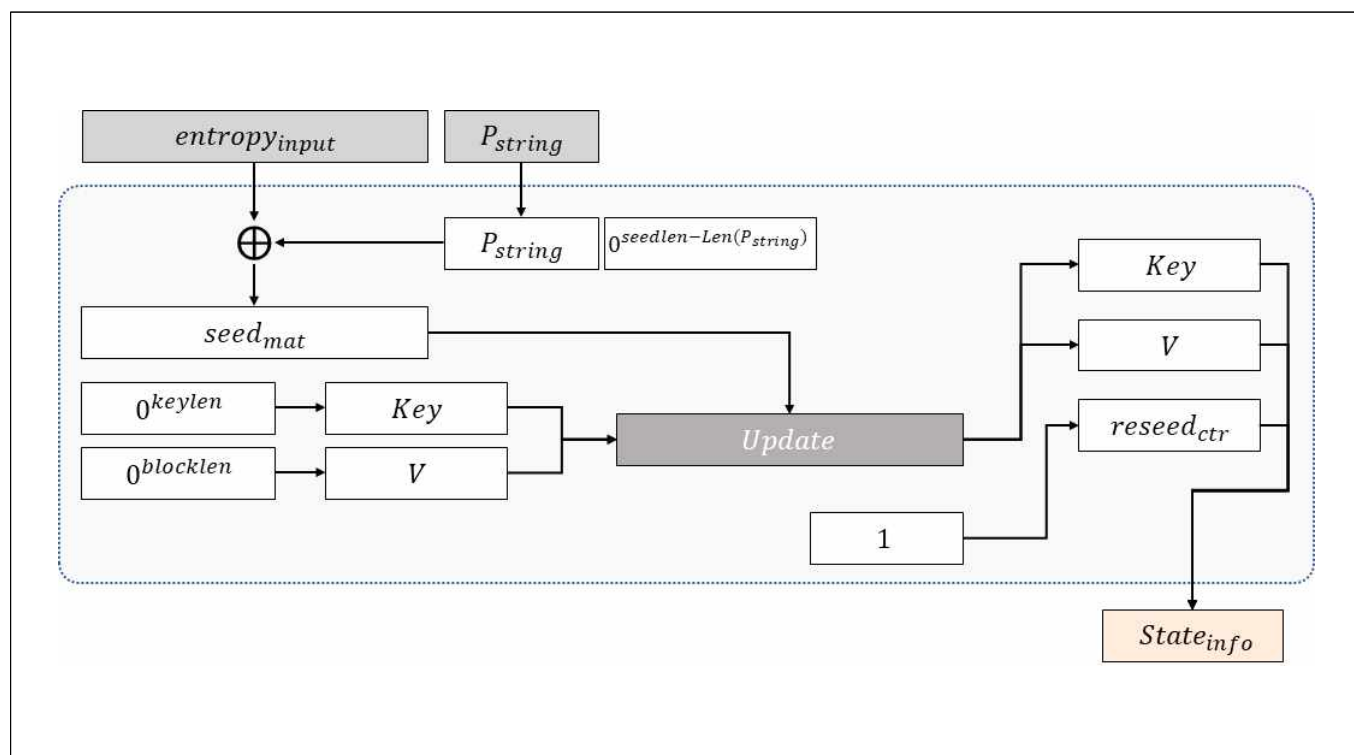 entropy_input
P_string
P_string
0^{seedlen−Len(P_string)}
seed_mat
0^{keylen}
Key
0^{blocklen}
V
Update
1
Key
V
reseed_ctr
State_info